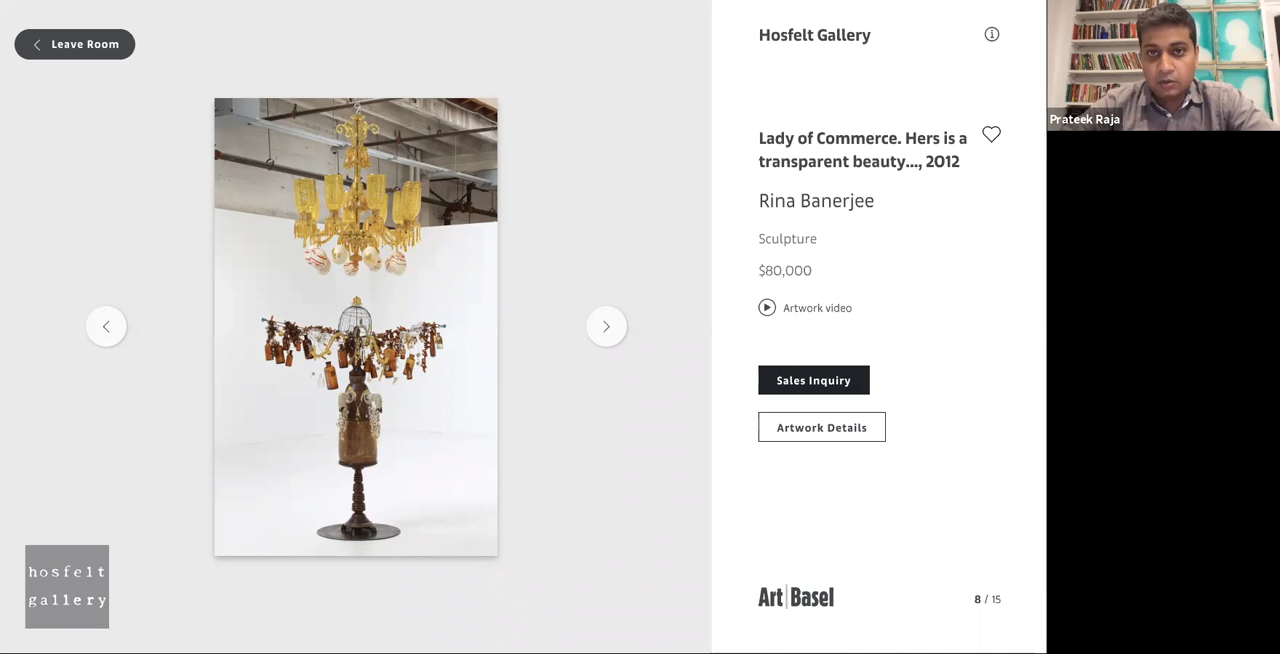 Leave Room
Hosfelt Gallery
Lady of Commerce. Hers is a
transparent beauty..., 2012
Rina Banerjee
Sculpture
$80,000
Artwork video
Sales Inquiry
Artwork Details
hosfelt
gallery
Art Basel
8 / 15
Prateek Raja